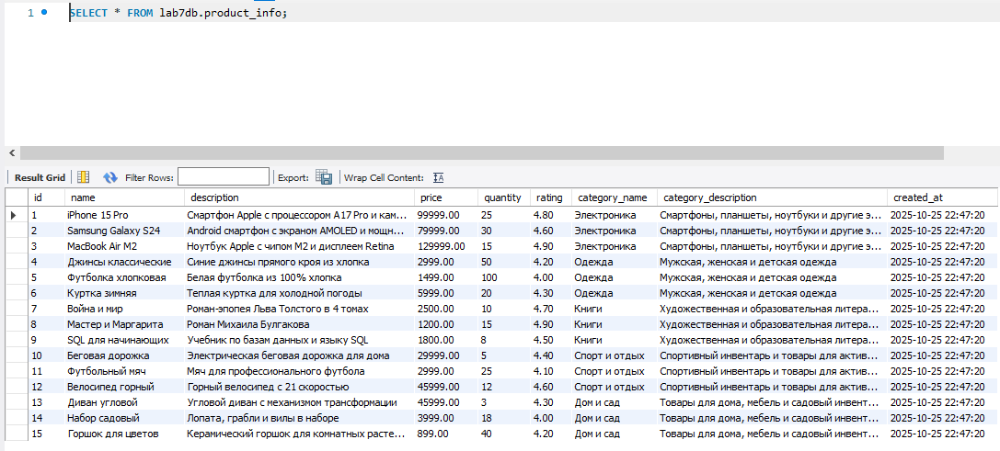 1 SELECT * FROM lab7db.product_info;
Result Grid Filter Rows: Export: Wrap Cell Content:
id name description price quantity rating category_name category_description created_at
1 iPhone 15 Pro Смартфон Apple с процессором A17 Pro и кам... 99999.00 25 4.80 Электроника Смартфоны, планшеты, ноутбуки и другие э... 2025-10-25 22:47:20
2 Samsung Galaxy S24 Android смартфон с экраном AMOLED и мощн... 79999.00 30 4.60 Электроника Смартфоны, планшеты, ноутбуки и другие э... 2025-10-25 22:47:20
3 MacBook Air M2 Ноутбук Apple с чипом M2 и дисплеем Retina 129999.00 15 4.90 Электроника Смартфоны, планшеты, ноутбуки и другие э... 2025-10-25 22:47:20
4 Джинсы классические Синие джинсы прямого кроя из хлопка 2999.00 50 4.20 Одежда Мужская, женская и детская одежда 2025-10-25 22:47:20
5 Футболка хлопковая Белая футболка из 100% хлопка 1499.00 100 4.00 Одежда Мужская, женская и детская одежда 2025-10-25 22:47:20
6 Куртка зимняя Теплая куртка для холодной погоды 5999.00 20 4.30 Одежда Мужская, женская и детская одежда 2025-10-25 22:47:20
7 Война и мир Роман-эпопея Льва Толстого в 4 томах 2500.00 10 4.70 Книги Художественная и образовательная литера... 2025-10-25 22:47:20
8 Мастер и Маргарита Роман Михаила Булгакова 1200.00 15 4.90 Книги Художественная и образовательная литера... 2025-10-25 22:47:20
9 SQL для начинающих Учебник по базам данных и языку SQL 1800.00 8 4.50 Книги Художественная и образовательная литера... 2025-10-25 22:47:20
10 Беговая дорожка Электрическая беговая дорожка для дома 29999.00 5 4.40 Спорт и отдых Спортивный инвентарь и товары для актив... 2025-10-25 22:47:20
11 Футбольный мяч Мяч для профессионального футбола 2999.00 25 4.10 Спорт и отдых Спортивный инвентарь и товары для актив... 2025-10-25 22:47:20
12 Велосипед горный Горный велосипед с 21 скоростью 45999.00 12 4.60 Спорт и отдых Спортивный инвентарь и товары для актив... 2025-10-25 22:47:20
13 Диван угловой Угловой диван с механизмом трансформации 45999.00 3 4.30 Дом и сад Товары для дома, мебель и садовый инвент... 2025-10-25 22:47:20
14 Набор садовый Лопата, грабли и вилы в наборе 3999.00 18 4.00 Дом и сад Товары для дома, мебель и садовый инвент... 2025-10-25 22:47:20
15 Горшок для цветов Керамический горшок для комнатных расте... 899.00 40 4.20 Дом и сад Товары для дома, мебель и садовый инвент... 2025-10-25 22:47:20